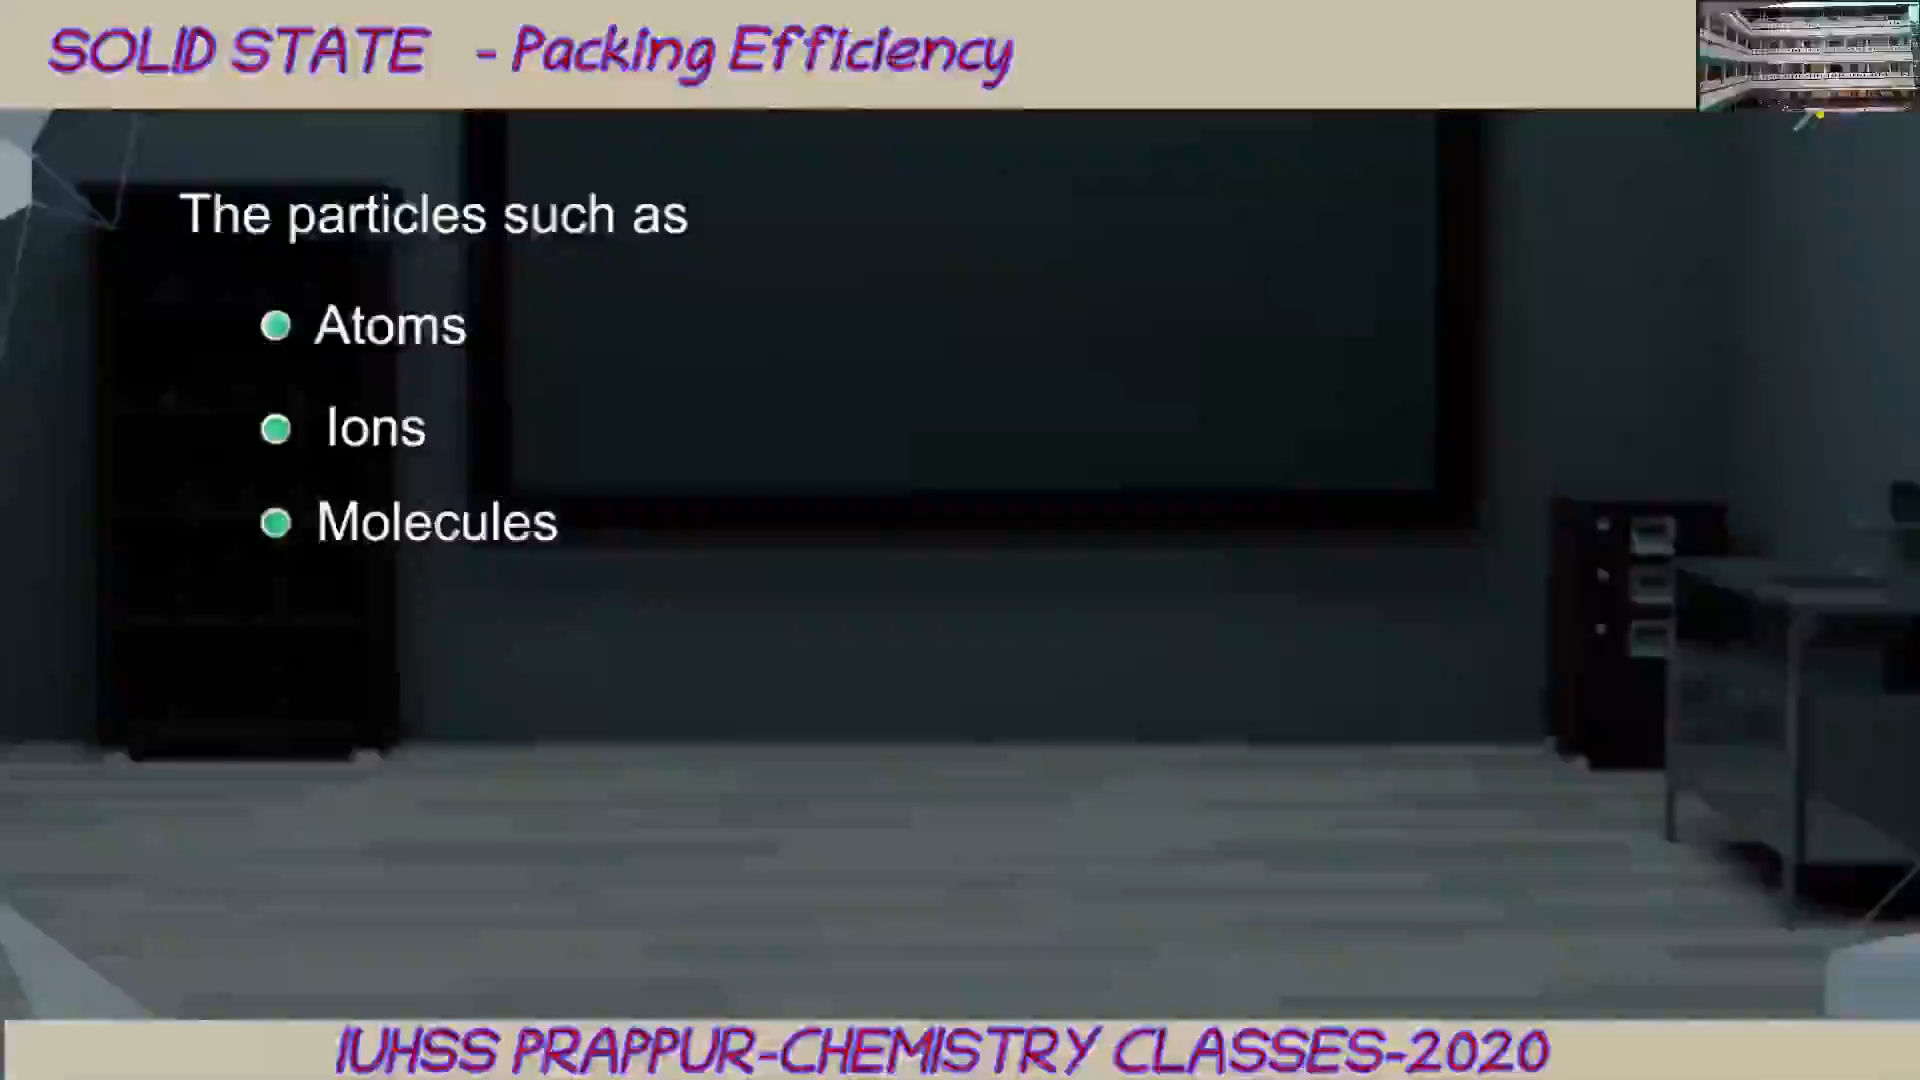 SOLID STATE - Packing Efficiency
The particles such as
Atoms
Ions
Molecules
IUHSS PRAPPUR-CHEMISTRY CLASSES-2020